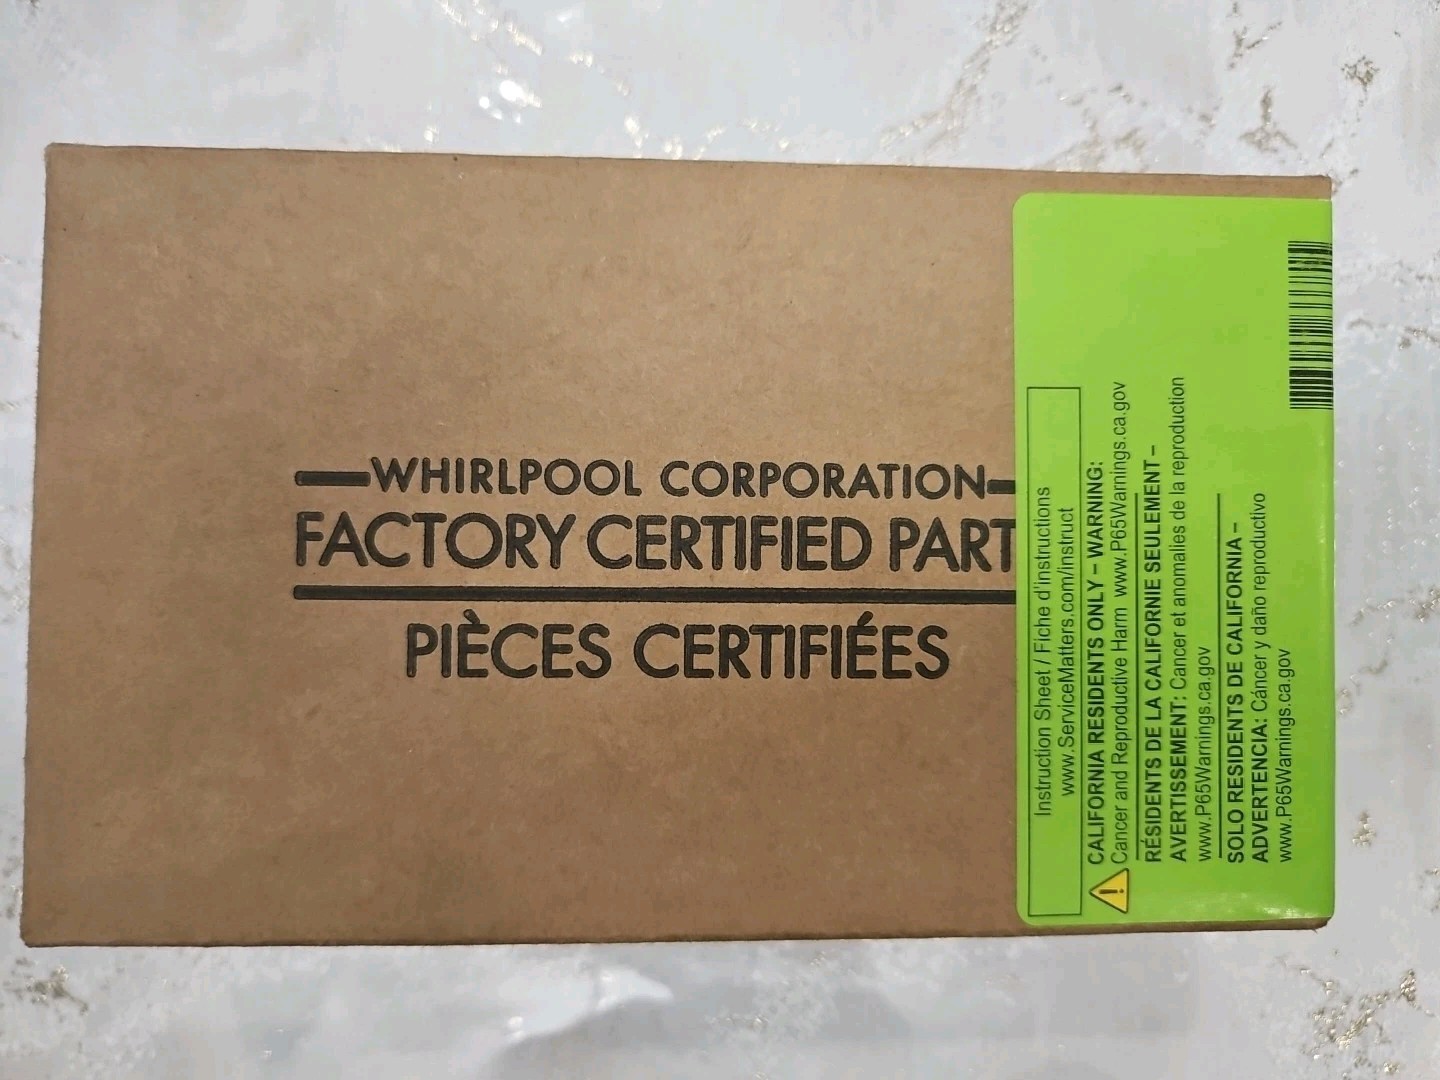 WHIRLPOOL CORPORATION
FACTORY CERTIFIED PART
PIÈCES CERTIFIÉES
Instruction Sheet / Fiche d'instructions
www.ServiceMatters.com/instruct
CALIFORNIA RESIDENTS ONLY – WARNING:
Cancer and Reproductive Harm www.P65Warnings.ca.gov
RÉSIDENTS DE LA CALIFORNIE SEULEMENT–
AVERTISSEMENT: Cancer et anomalies de la reproduction
www.P65Warnings.ca.gov
SOLO RESIDENTS DE CALIFORNIA –
ADVERTENCIA: Cáncer y daño reproductivo
www.P65Warnings.ca.gov